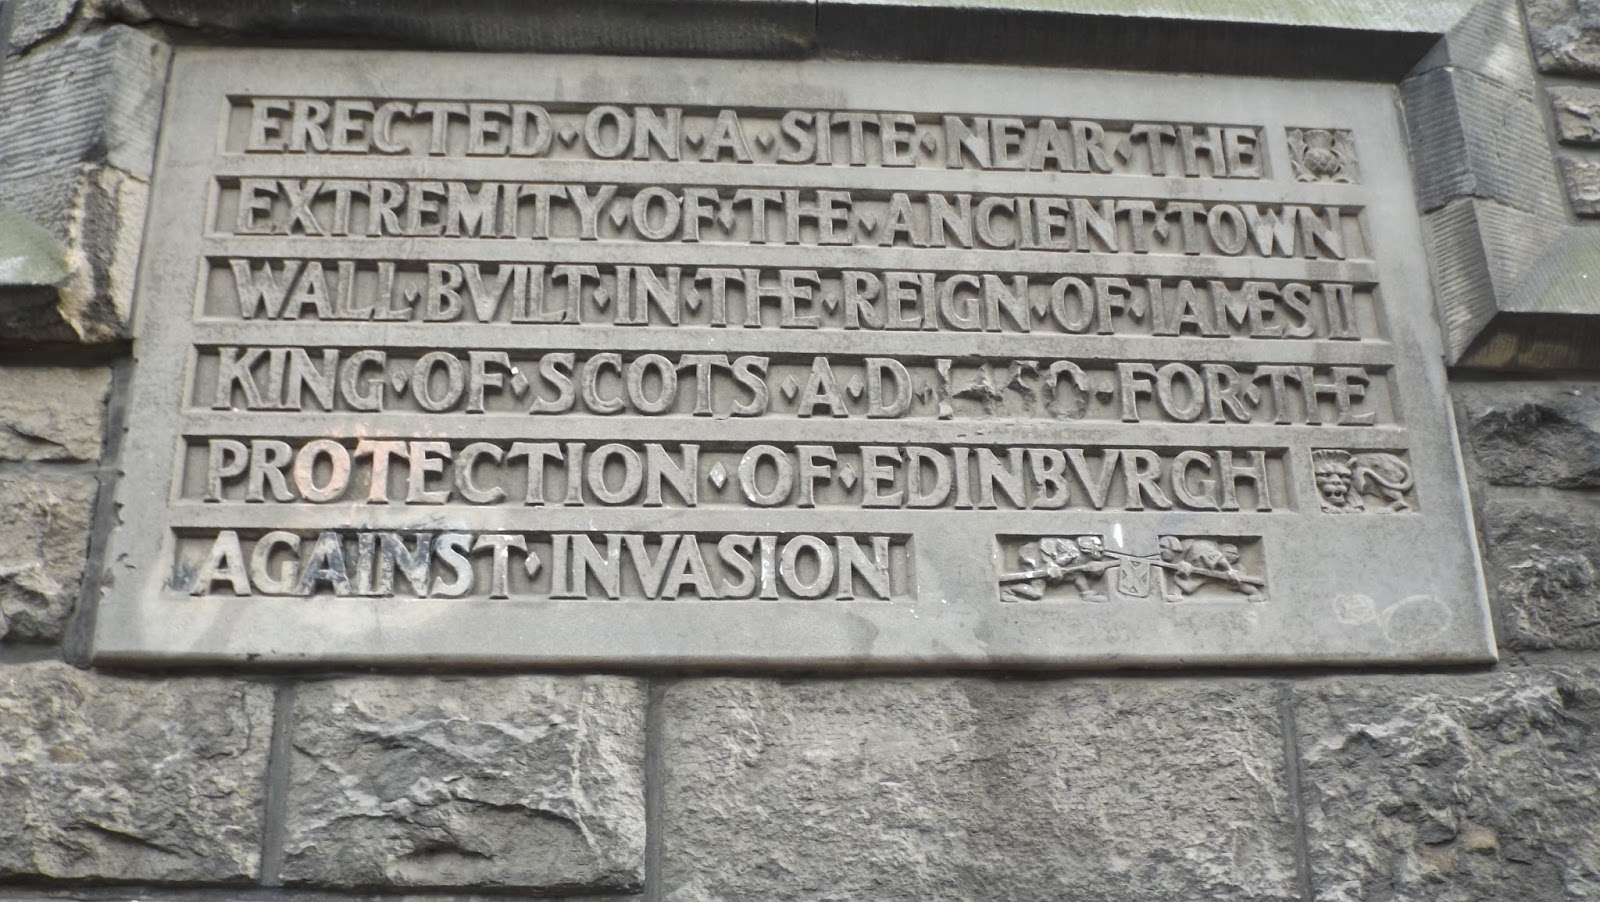 ERECTED·ON·A·SITE·NEAR·THE
EXTREMITY·OF·THE·ANCIENT·TOWN
WALL·BVILT·IN·THE·REIGN·OF·IAMES II
KING·OF·SCOTS·A·D·1450·FOR·THE
PROTECTION·OF·EDINBVRGH
AGAINST·INVASION